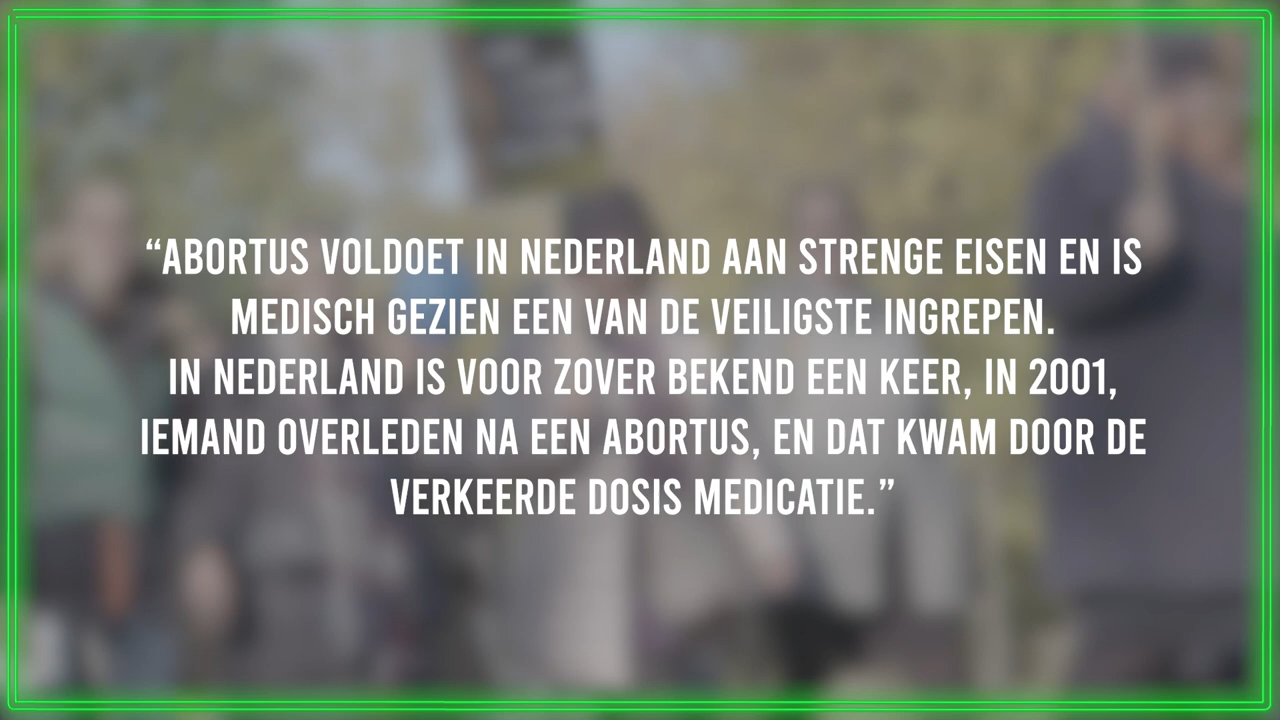 “ABORTUS VOLDOET IN NEDERLAND AAN STRENGE EISEN EN IS
MEDISCH GEZIEN EEN VAN DE VEILIGSTE INGREPEN.
IN NEDERLAND IS VOOR ZOVER BEKEND EEN KEER, IN 2001,
IEMAND OVERLEDEN NA EEN ABORTUS, EN DAT KWAM DOOR DE
VERKEERDE DOSIS MEDICATIE.”